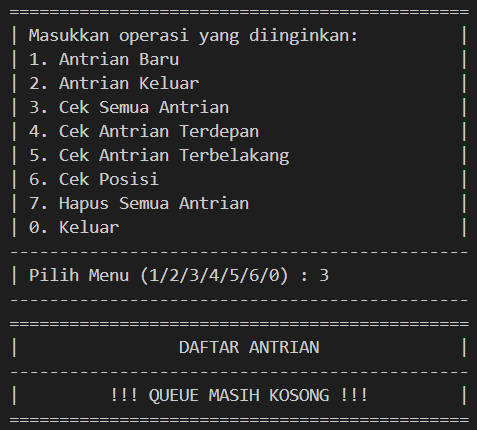 ==============================================
| Masukkan operasi yang diinginkan:          |
| 1. Antrian Baru                            |
| 2. Antrian Keluar                          |
| 3. Cek Semua Antrian                       |
| 4. Cek Antrian Terdepan                    |
| 5. Cek Antrian Terbelakang                 |
| 6. Cek Posisi                              |
| 7. Hapus Semua Antrian                     |
| 0. Keluar                                  |
----------------------------------------------
| Pilih Menu (1/2/3/4/5/6/0) : 3
----------------------------------------------
==============================================
|                DAFTAR ANTRIAN              |
----------------------------------------------
|         !!! QUEUE MASIH KOSONG !!!         |
==============================================